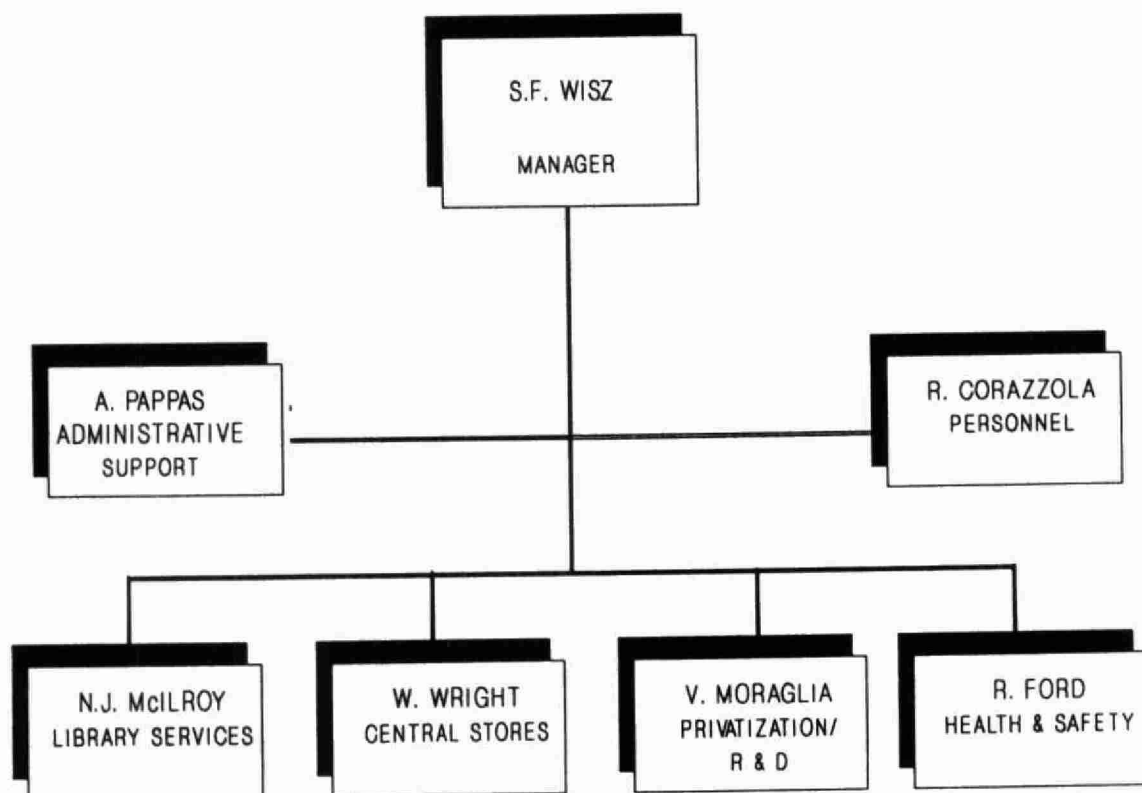 S.F. WISZ
MANAGER
A. PAPPAS
ADMINISTRATIVE
SUPPORT
R. CORAZZOLA
PERSONNEL
N.J. McILROY
LIBRARY SERVICES
W. WRIGHT
CENTRAL STORES
V. MORAGLIA
PRIVATIZATION/
R & D
R. FORD
HEALTH & SAFETY